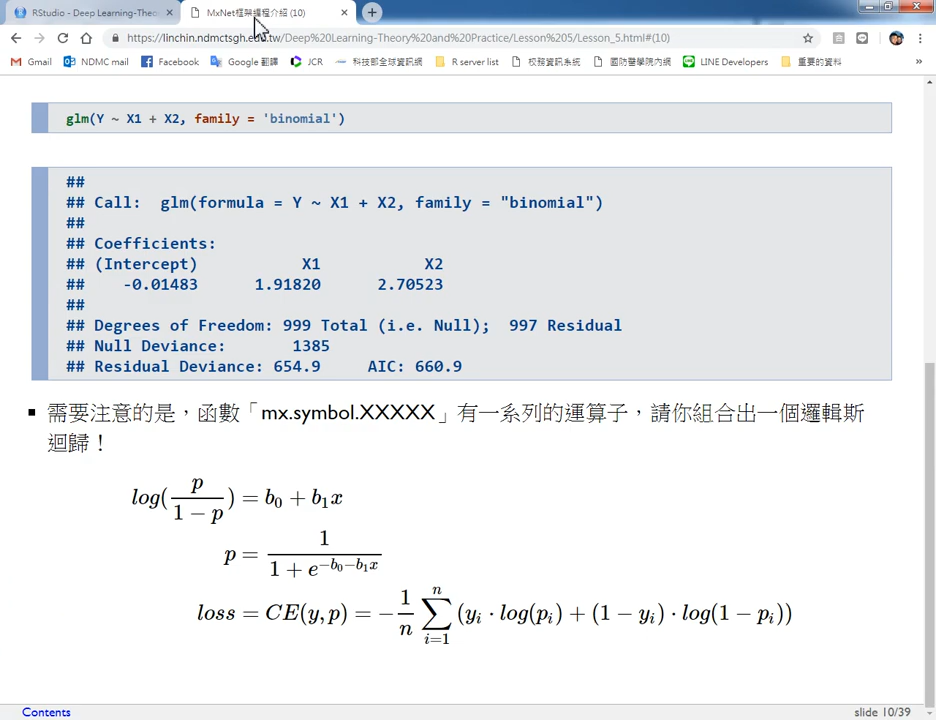 RStudio - Deep Learning-Theo
MxNet框架編程介紹 (10)
https://linchin.ndmctsgh.edu.tw/Deep%20Learning-Theory%20and%20Practice/Lesson%205/Lesson_5.html#(10)
Gmail NDMC mail Facebook Google 翻譯 JCR 科技部全球資訊網 R server list 校務資訊系統 國防醫學院內網 LINE Developers 重要的資料 »
glm(Y ~ X1 + X2, family = 'binomial')
##
## Call:  glm(formula = Y ~ X1 + X2, family = "binomial")
##
## Coefficients:
## (Intercept)           X1           X2
##    -0.01483      1.91820      2.70523
##
## Degrees of Freedom: 999 Total (i.e. Null);  997 Residual
## Null Deviance:       1385
## Residual Deviance: 654.9     AIC: 660.9
▪ 需要注意的是，函數「mx.symbol.XXXXX」有一系列的運算子，請你組合出一個邏輯斯
迴歸！
log(\frac{p}{1 − p}) = b_0 + b_1x
p = \frac{1}{1 + e^{−b_0−b_1x}}
loss = CE(y, p) = −\frac{1}{n} \sum_{i=1}^{n} (y_i · log(p_i) + (1 − y_i) · log(1 − p_i))
Contents
slide 10/39